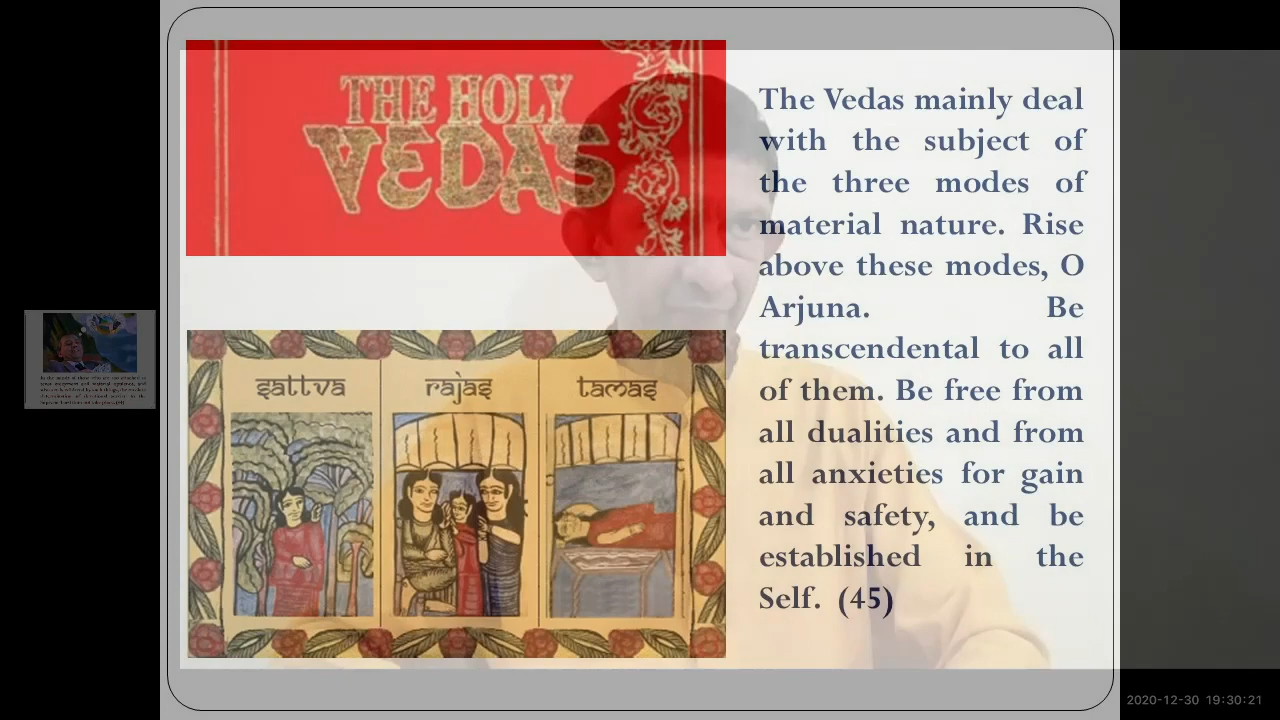 THE HOLY
VEDAS
sattva
rajas
tamas
The Vedas mainly deal
with the subject of
the three modes of
material nature. Rise
above these modes, O
Arjuna. Be
transcendental to all
of them. Be free from
all dualities and from
all anxieties for gain
and safety, and be
established in the
Self. (45)
2020-12-30 19:30:21